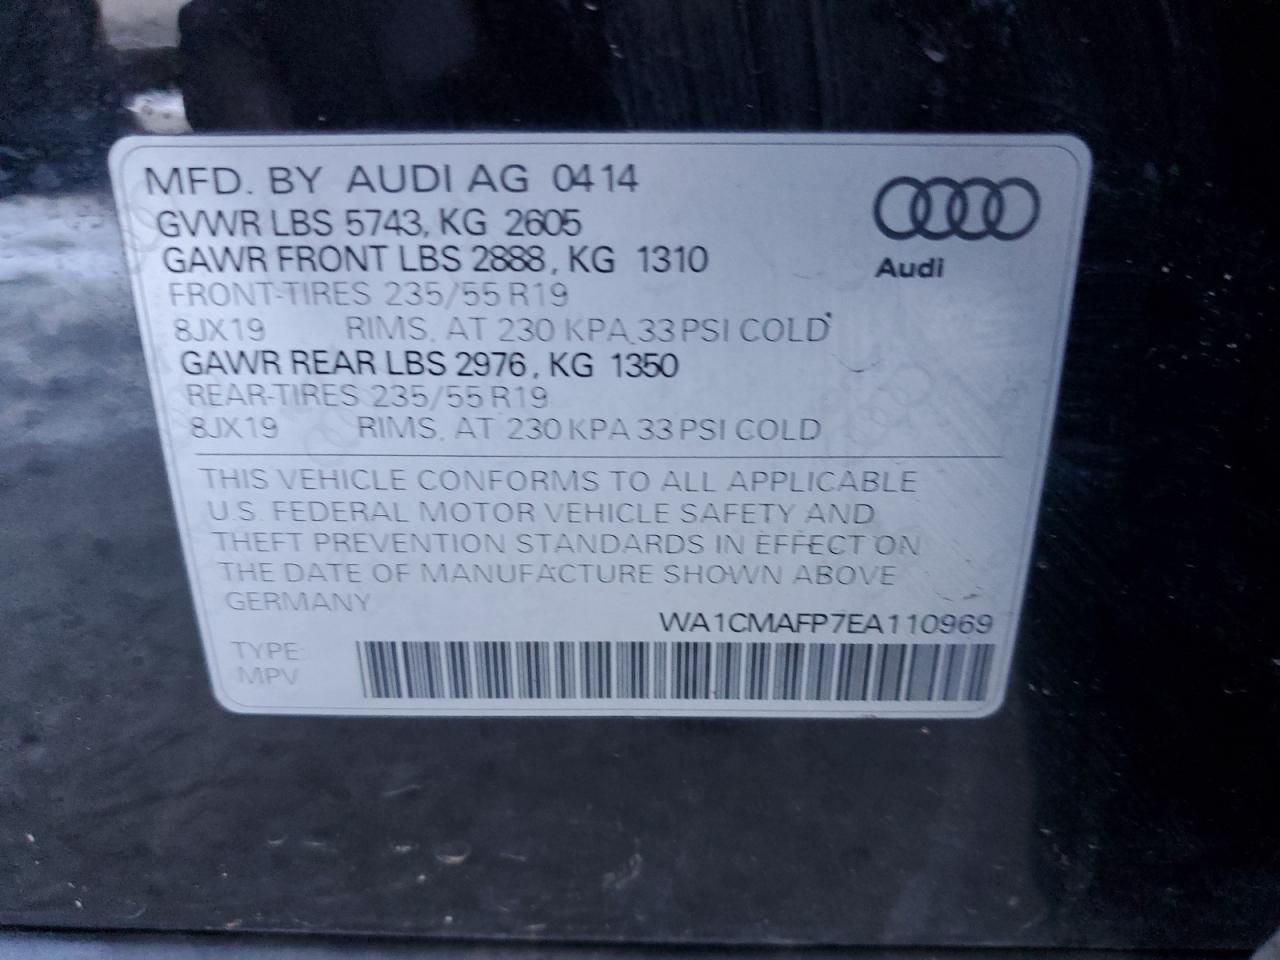 MFD. BY AUDI AG 0414
GVWR LBS 5743, KG 2605
GAWR FRONT LBS 2888, KG 1310
FRONT-TIRES 235/55 R19
8JX19 RIMS, AT 230 KPA 33 PSI COLD
GAWR REAR LBS 2976, KG 1350
REAR-TIRES 235/55 R19
8JX19 RIMS, AT 230 KPA 33 PSI COLD
Audi
THIS VEHICLE CONFORMS TO ALL APPLICABLE
U.S. FEDERAL MOTOR VEHICLE SAFETY AND
THEFT PREVENTION STANDARDS IN EFFECT ON
THE DATE OF MANUFACTURE SHOWN ABOVE
GERMANY
WA1CMAFP7EA110969
TYPE:
MPV